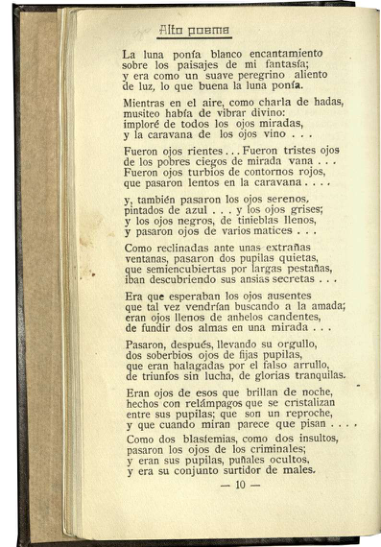 Alto poema
La luna ponía blanco encantamiento
sobre los paisajes de mi fantasía;
y era como un suave peregrino aliento
de luz, lo que buena la luna ponía.
Mientras en el aire, como charla de hadas,
musiteo había de vibrar divino:
imploré de todos los ojos miradas,
y la caravana de los ojos vino . . .
Fueron ojos rientes . . . Fueron tristes ojos
de los pobres ciegos de mirada vana . . .
Fueron ojos turbios de contornos rojos,
que pasaron lentos en la caravana . . . .
y, también pasaron los ojos serenos,
pintados de azul . . . y los ojos grises;
y los ojos negros, de tinieblas llenos,
y pasaron ojos de varios matices . . .
Como reclinadas ante unas extrañas
ventanas, pasaron dos pupilas quietas,
que semiencubiertas por largas pestañas,
iban descubriendo sus ansias secretas . . .
Era que esperaban los ojos ausentes
que tal vez vendrían buscando a la amada;
eran ojos llenos de anhelos candentes,
de fundir dos almas en una mirada . . .
Pasaron, después, llevando su orgullo,
dos soberbios ojos de fijas pupilas,
que eran halagadas por el falso arrullo,
de triunfos sin lucha, de glorias tranquilas.
Eran ojos de esos que brillan de noche,
hechos con relámpagos que se cristalizan
entre sus pupilas; que son un reproche,
y que cuando miran parece que pisan . . . .
Como dos blasfemias, como dos insultos,
pasaron los ojos de los criminales;
y eran sus pupilas, puñales ocultos,
y era su conjunto surtidor de males.
— 10 —